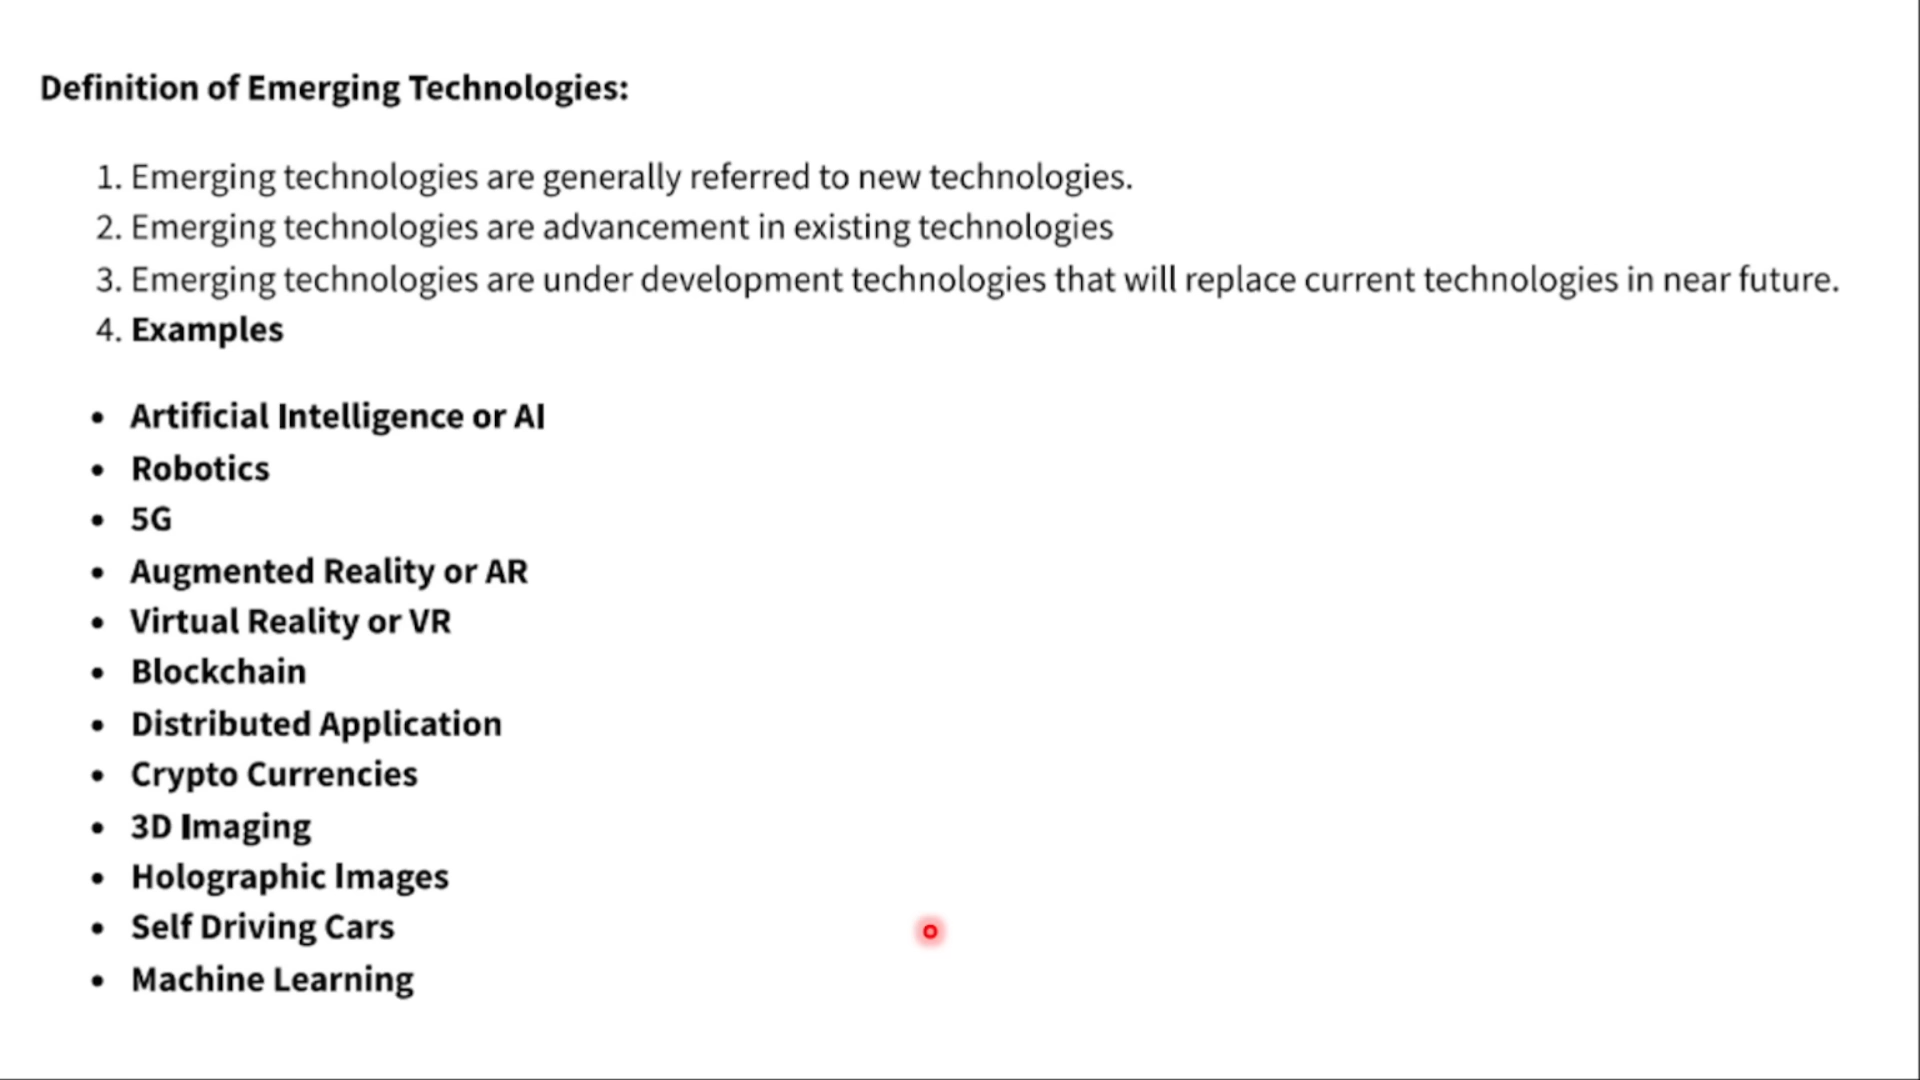 Definition of Emerging Technologies:
1. Emerging technologies are generally referred to new technologies.
2. Emerging technologies are advancement in existing technologies
3. Emerging technologies are under development technologies that will replace current technologies in near future.
4. Examples
• Artificial Intelligence or AI
• Robotics
• 5G
• Augmented Reality or AR
• Virtual Reality or VR
• Blockchain
• Distributed Application
• Crypto Currencies
• 3D Imaging
• Holographic Images
• Self Driving Cars
• Machine Learning